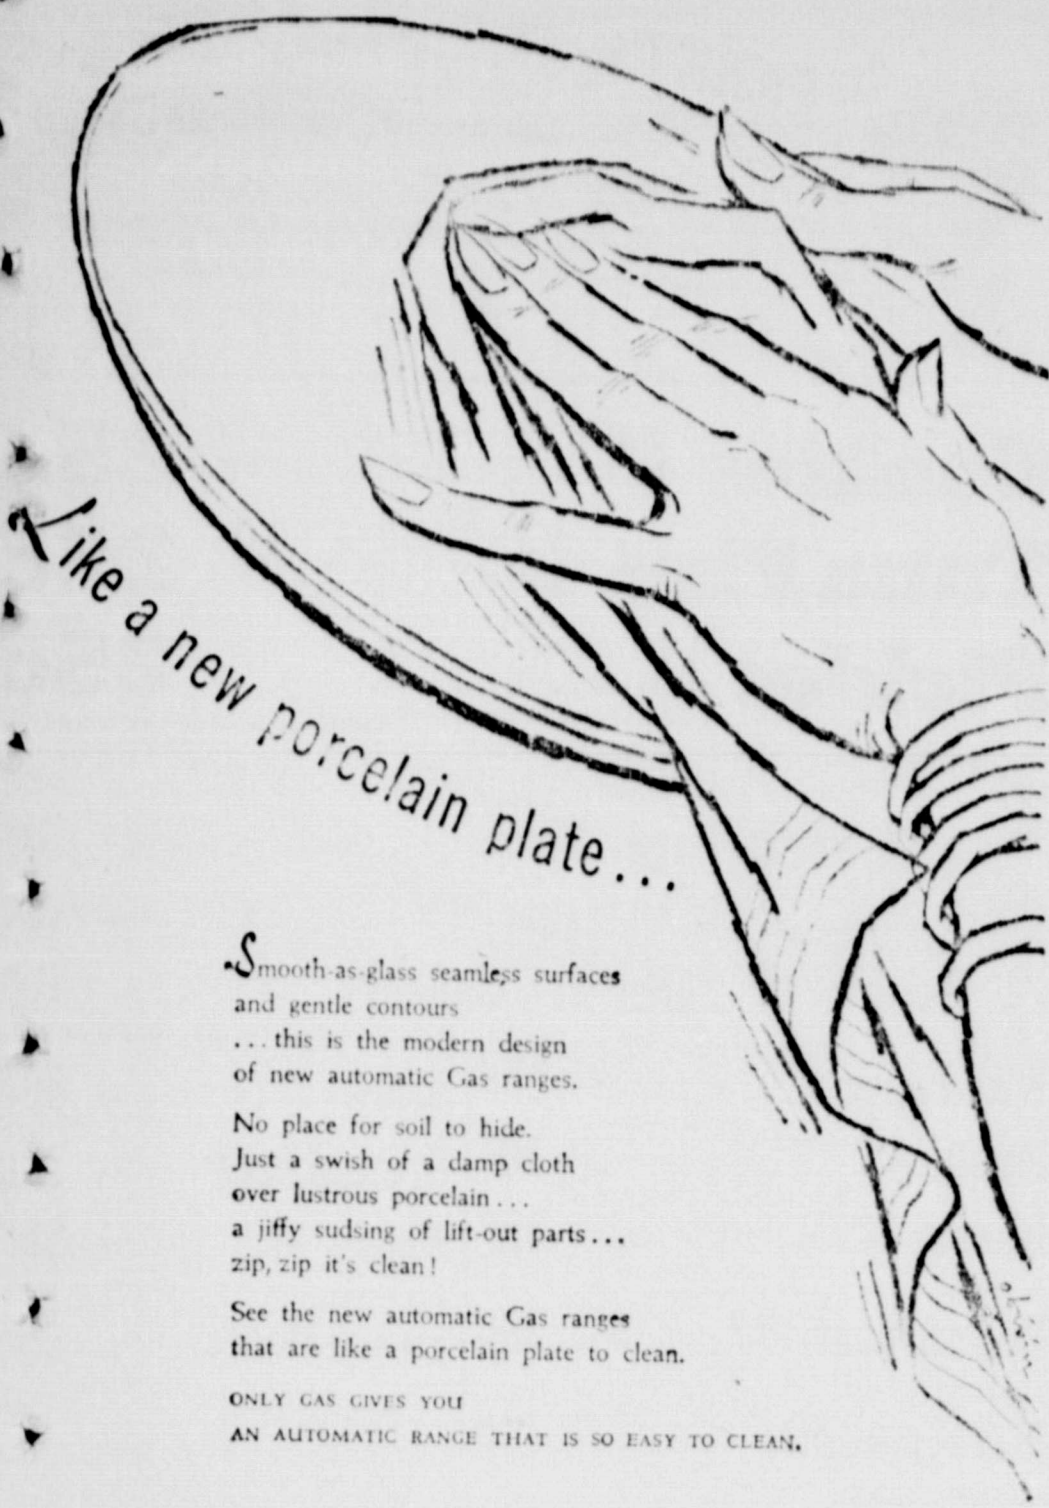 Like a new porcelain plate...
Smooth-as-glass seamless surfaces
and gentle contours
...this is the modern design
of new automatic Gas ranges.
No place for soil to hide.
Just a swish of a damp cloth
over lustrous porcelain...
a jiffy sudsing of lift-out parts...
zip, zip it's clean!
See the new automatic Gas ranges
that are like a porcelain plate to clean.
ONLY GAS GIVES YOU
AN AUTOMATIC RANGE THAT IS SO EASY TO CLEAN.